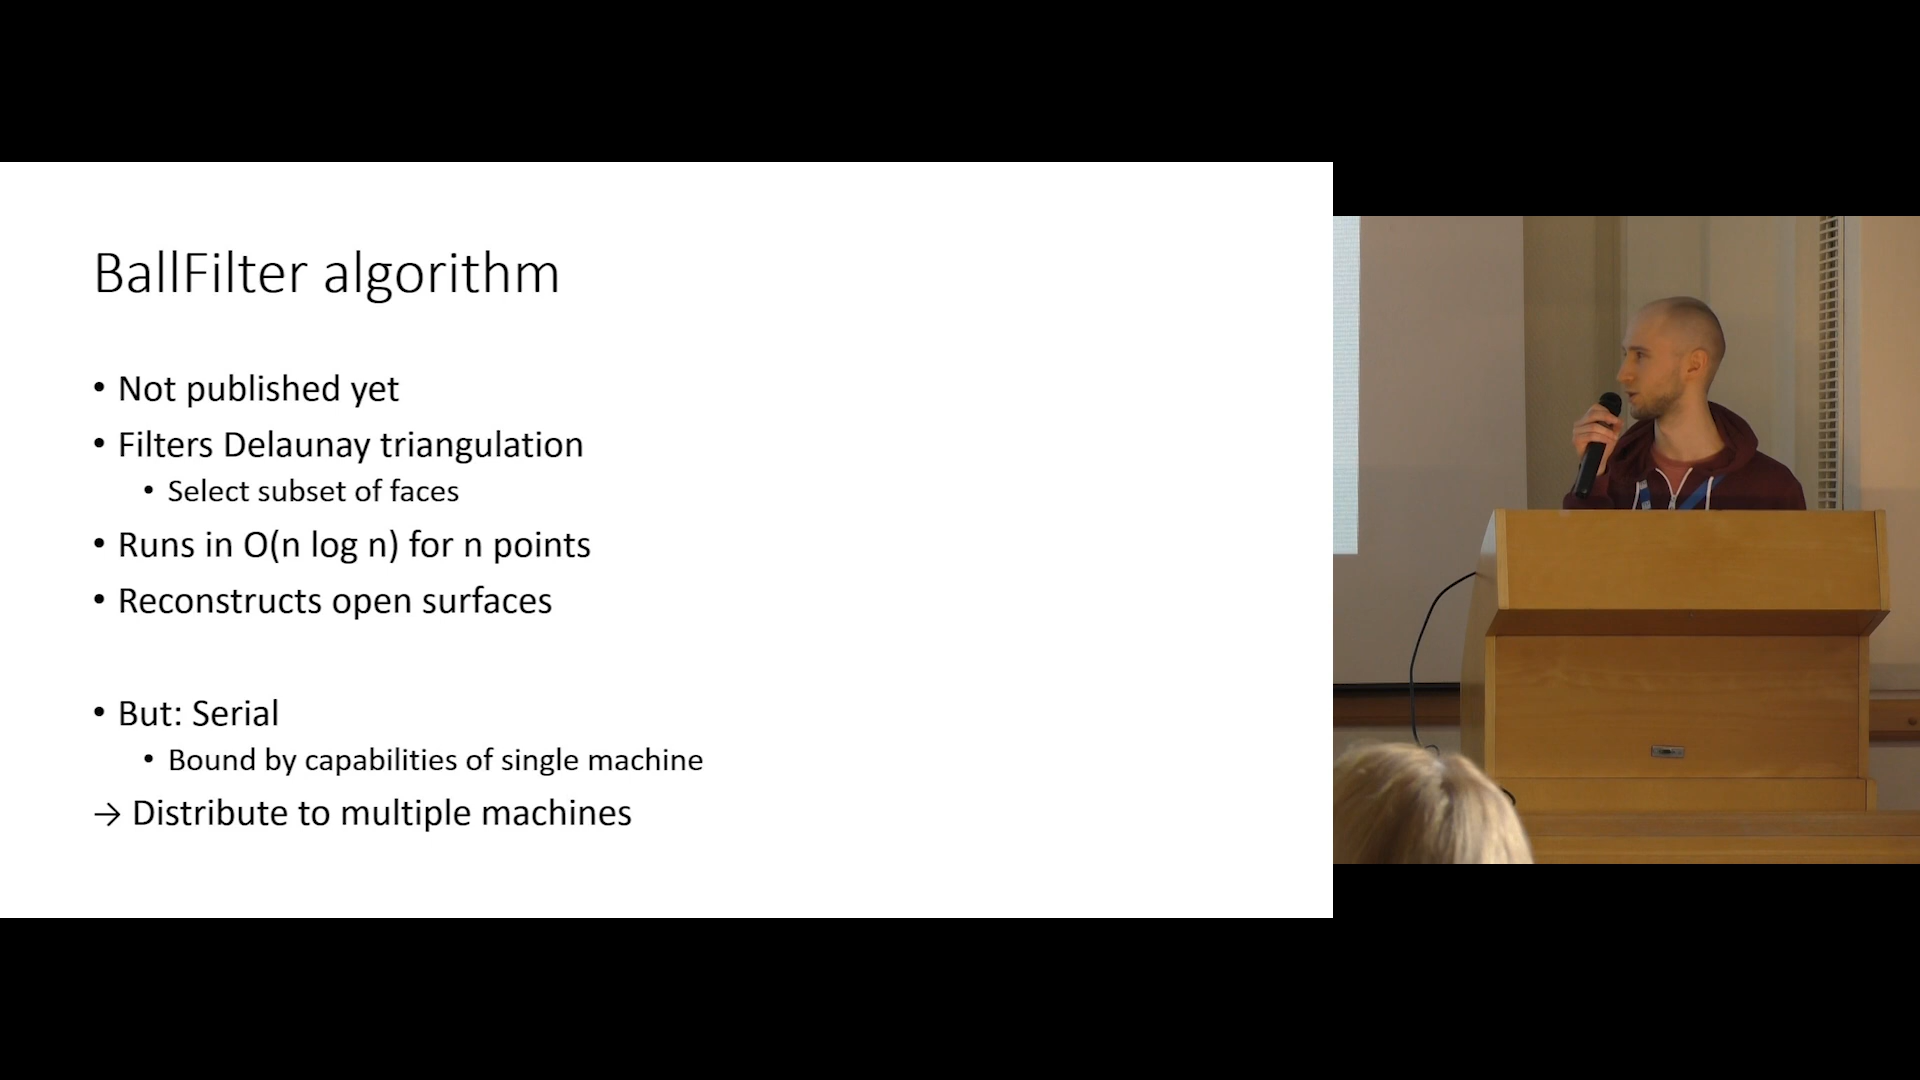 BallFilter algorithm
• Not published yet
• Filters Delaunay triangulation
• Select subset of faces
• Runs in O(n log n) for n points
• Reconstructs open surfaces
• But: Serial
• Bound by capabilities of single machine
→ Distribute to multiple machines